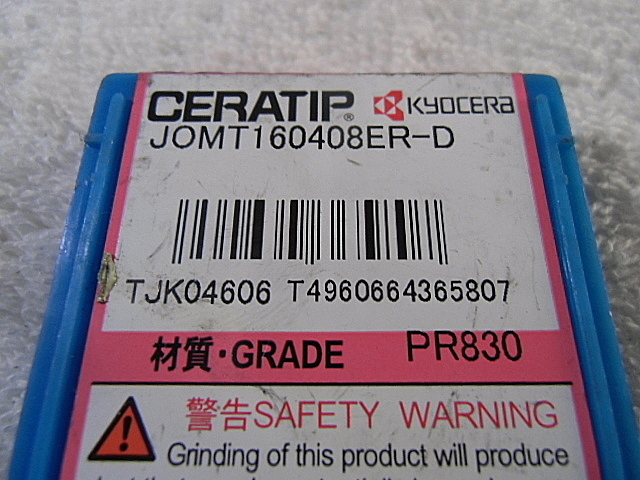 CERATIP® KYOCERA
JOMT160408ER-D
TJK04606 T4960664365807
材質・GRADE PR830
警告SAFETY WARNING
Grinding of this product will produce